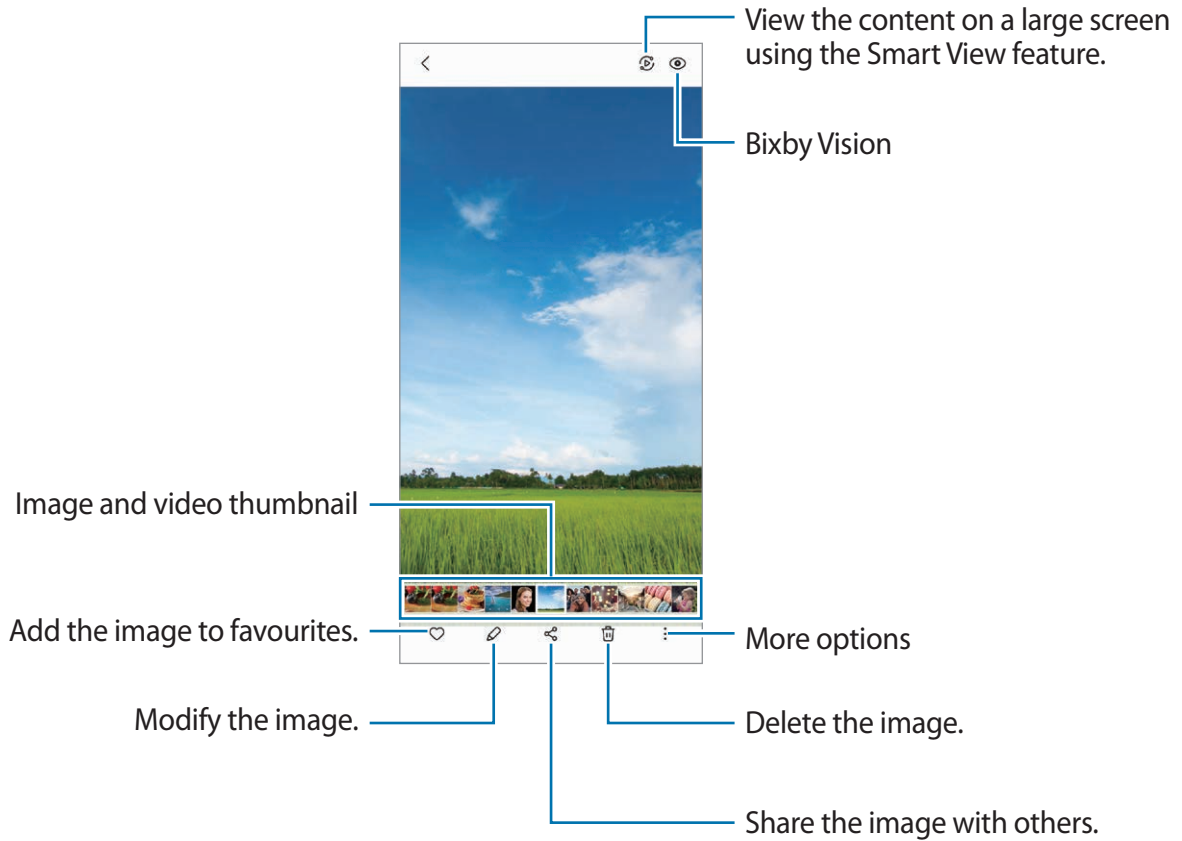 View the content on a large screen
using the Smart View feature.
Bixby Vision
Image and video thumbnail
Add the image to favourites.
More options
Modify the image.
Delete the image.
Share the image with others.